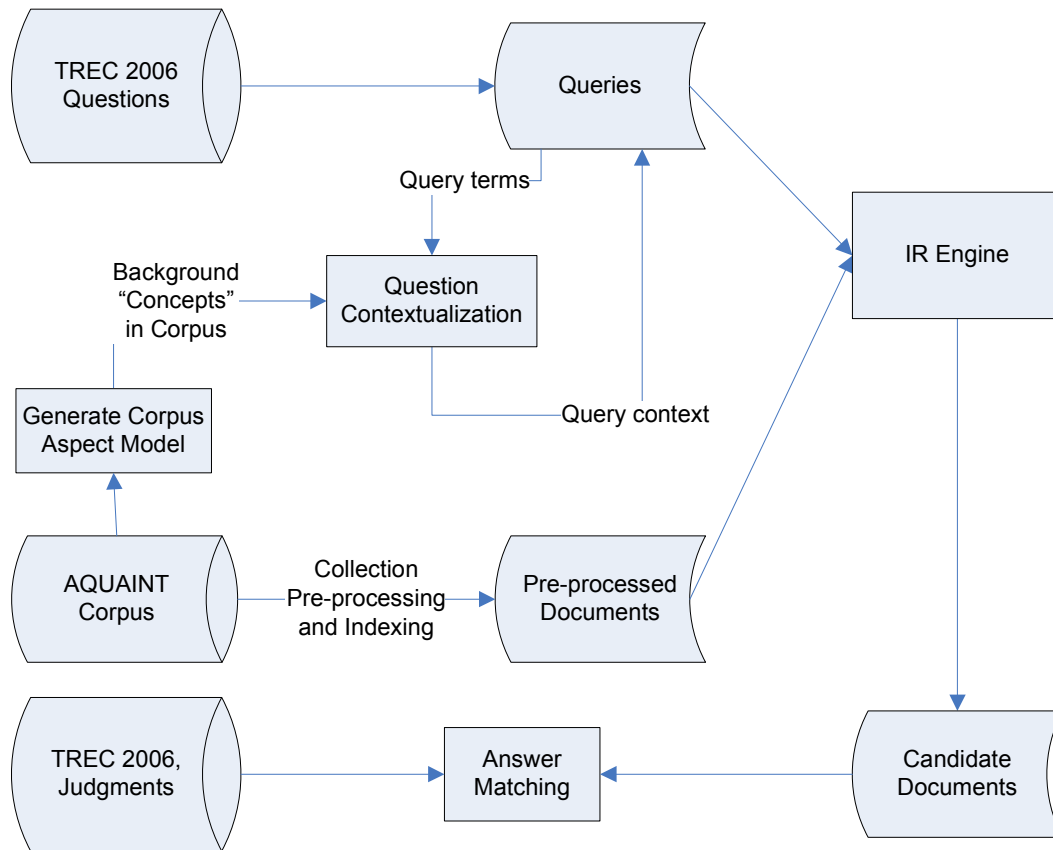 TREC 2006
Questions
Queries
Query terms
IR Engine
Background
“Concepts”
in Corpus
Question
Contextualization
Generate Corpus
Aspect Model
Query context
AQUAINT
Corpus
Collection
Pre-processing
and Indexing
Pre-processed
Documents
TREC 2006,
Judgments
Answer
Matching
Candidate
Documents